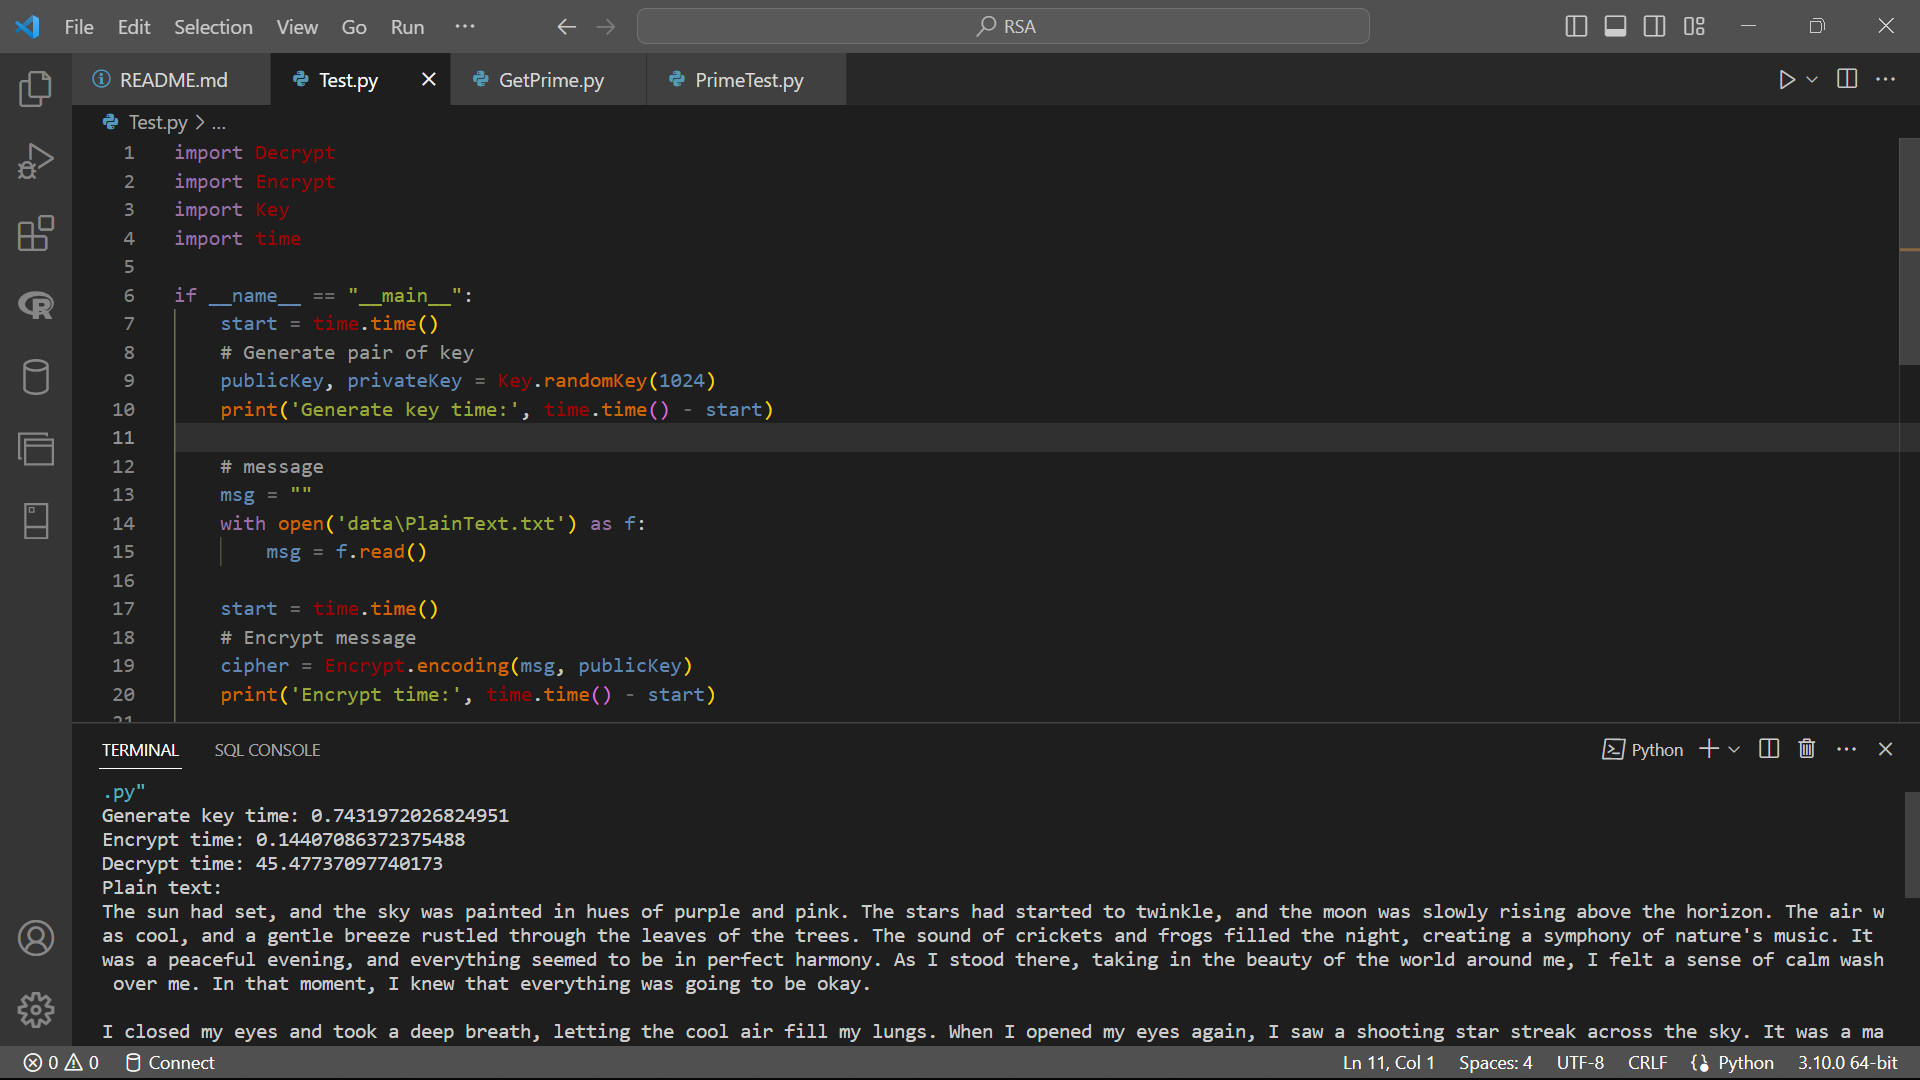 File Edit Selection View Go Run ··· RSA
README.md Test.py GetPrime.py PrimeTest.py
Test.py > ...
1 import Decrypt
2 import Encrypt
3 import Key
4 import time
5
6 if __name__ == "__main__":
7 start = time.time()
8 # Generate pair of key
9 publicKey, privateKey = Key.randomKey(1024)
10 print('Generate key time:', time.time() - start)
11
12 # message
13 msg = ""
14 with open('data\PlainText.txt') as f:
15 msg = f.read()
16
17 start = time.time()
18 # Encrypt message
19 cipher = Encrypt.encoding(msg, publicKey)
20 print('Encrypt time:', time.time() - start)
21
TERMINAL SQL CONSOLE Python
.py"
Generate key time: 0.7431972026824951
Encrypt time: 0.14407086372375488
Decrypt time: 45.47737097740173
Plain text:
The sun had set, and the sky was painted in hues of purple and pink. The stars had started to twinkle, and the moon was slowly rising above the horizon. The air w
as cool, and a gentle breeze rustled through the leaves of the trees. The sound of crickets and frogs filled the night, creating a symphony of nature's music. It
was a peaceful evening, and everything seemed to be in perfect harmony. As I stood there, taking in the beauty of the world around me, I felt a sense of calm wash
over me. In that moment, I knew that everything was going to be okay.
I closed my eyes and took a deep breath, letting the cool air fill my lungs. When I opened my eyes again, I saw a shooting star streak across the sky. It was a ma
0 0 Connect Ln 11, Col 1 Spaces: 4 UTF-8 CRLF Python 3.10.0 64-bit